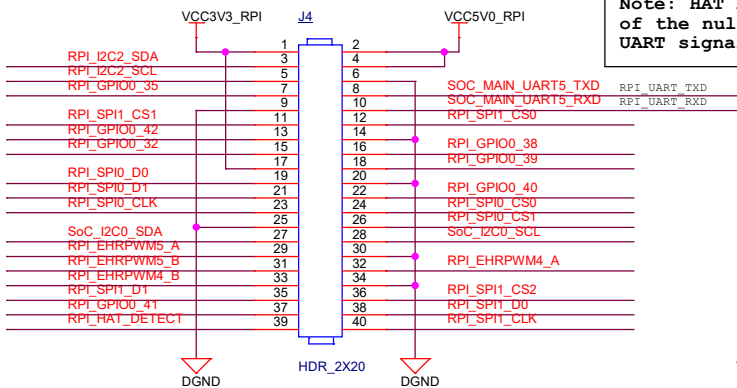 VCC3V3_RPI
J4
VCC5V0_RPI
Note: HAT
of the nul
UART signa
1 2
RPI_I2C2_SDA 3 4
RPI_I2C2_SCL 5 6
RPI_GPIO0_35 7 8 SOC_MAIN_UART5_TXD RPI_UART_TXD
9 10 SOC_MAIN_UART5_RXD RPI_UART_RXD
RPI_SPI1_CS1 11 12 RPI_SPI1_CS0
RPI_GPIO0_42 13 14
RPI_GPIO0_32 15 16 RPI_GPIO0_38
17 18 RPI_GPIO0_39
RPI_SPI0_D0 19 20
RPI_SPI0_D1 21 22 RPI_GPIO0_40
RPI_SPI0_CLK 23 24 RPI_SPI0_CS0
25 26 RPI_SPI0_CS1
SoC_I2C0_SDA 27 28 SoC_I2C0_SCL
RPI_EHRPWM5_A 29 30
RPI_EHRPWM5_B 31 32 RPI_EHRPWM4_A
RPI_EHRPWM4_B 33 34
RPI_SPI1_D1 35 36 RPI_SPI1_CS2
RPI_GPIO0_41 37 38 RPI_SPI1_D0
RPI_HAT_DETECT 39 40 RPI_SPI1_CLK
HDR_2X20
DGND
DGND